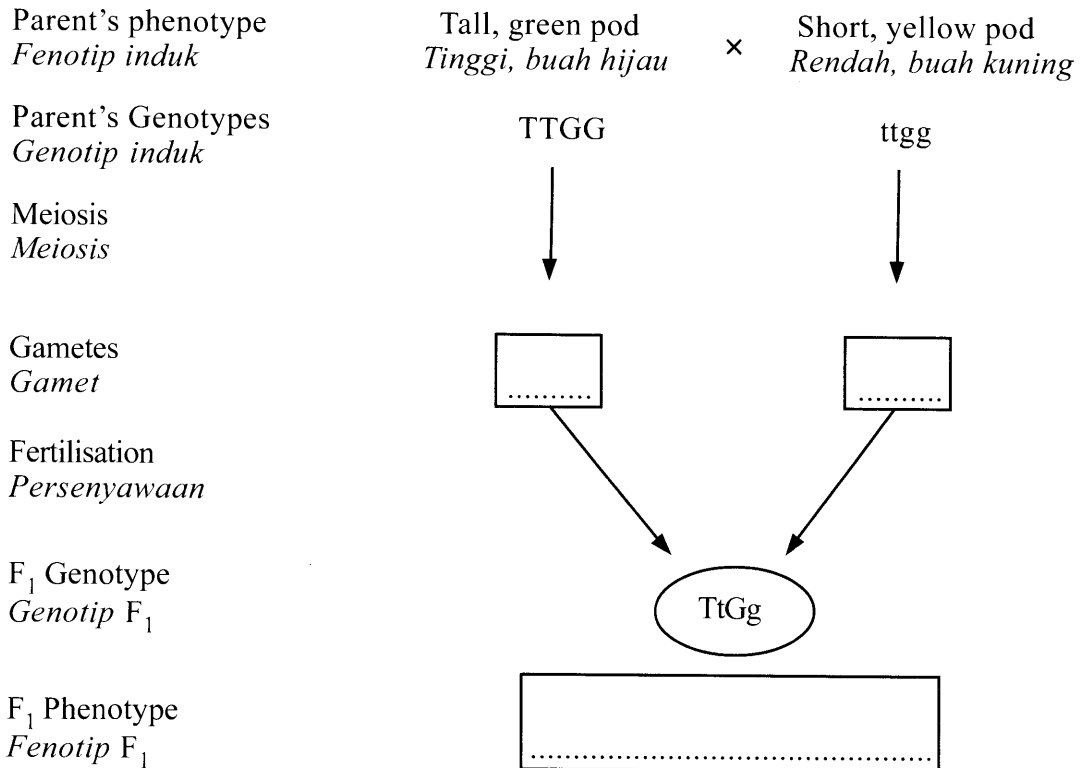 Parent's phenotype
Fenotip induk
Tall, green pod
Tinggi, buah hijau
×
Short, yellow pod
Rendah, buah kuning
Parent's Genotypes
Genotip induk
TTGG
ttgg
Meiosis
Meiosis
Gametes
Gamet
..........
..........
Fertilisation
Persenyawaan
F₁ Genotype
Genotip F₁
TtGg
F₁ Phenotype
Fenotip F₁
..................................................